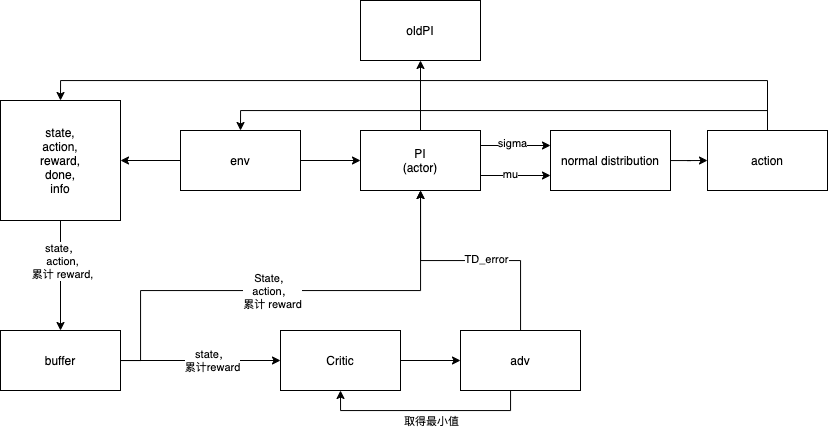 oldPI
state,
action,
reward,
done,
info
env
PI
(actor)
sigma
mu
normal distribution
action
state，
action，
累计 reward,
State，
action，
累计 reward
TD_error
buffer
state，
累计reward
Critic
adv
取得最小值